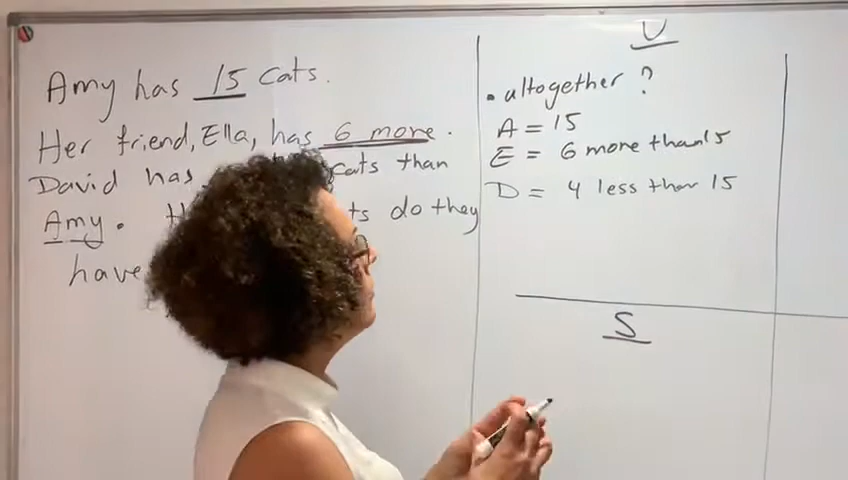 Amy has 15 cats.
Her friend, Ella, has 6 more.
David has cats than
Amy. do they
have
U
• altogether ?
A = 15
E = 6 more than 15
D = 4 less than 15
S